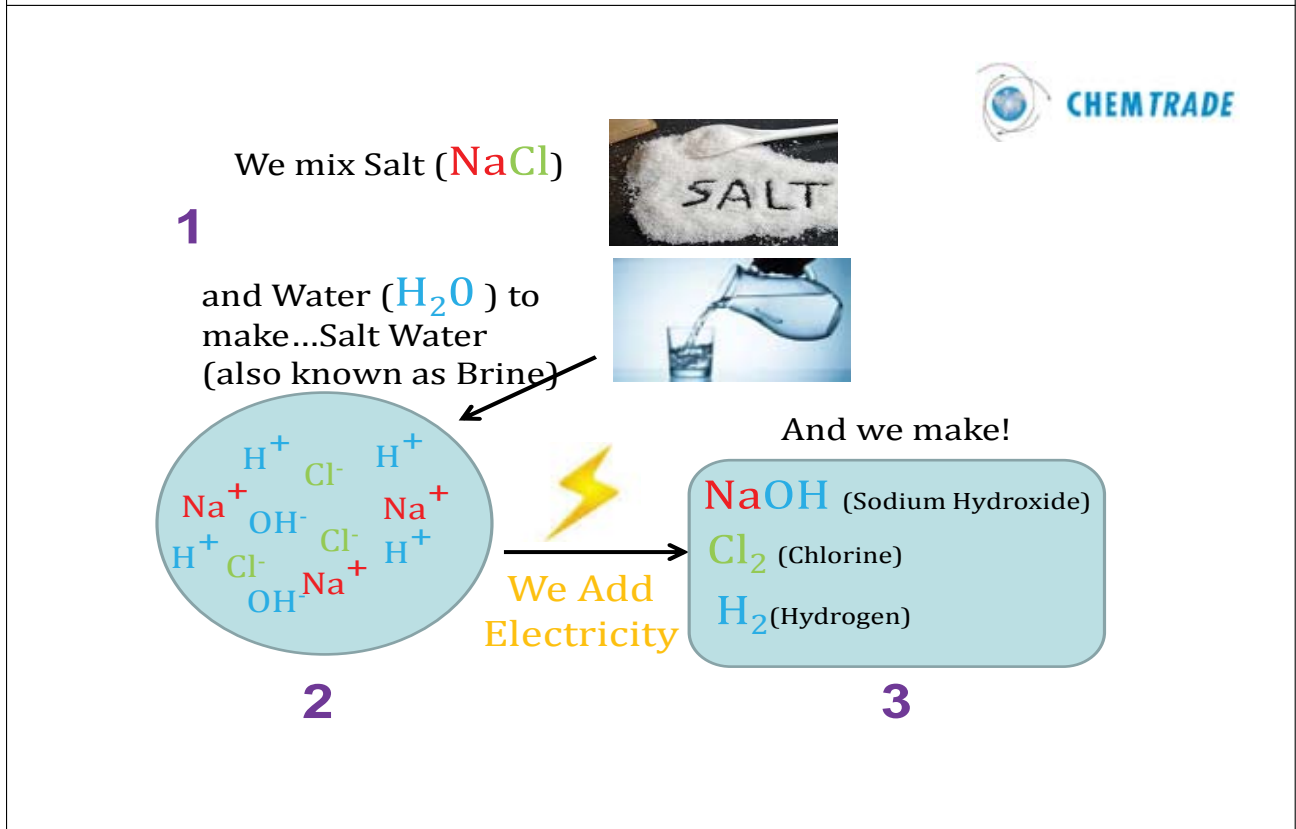 CHEMTRADE
We mix Salt (NaCl)
SALT
1
and Water (H₂0 ) to
make...Salt Water
(also known as Brine)
And we make!
H⁺
H⁺
Cl⁻
Na⁺
Na⁺
OH⁻
Cl⁻
H⁺
H⁺
Cl⁻
Na⁺
OH⁻
NaOH (Sodium Hydroxide)
Cl₂ (Chlorine)
H₂(Hydrogen)
We Add
Electricity
2
3